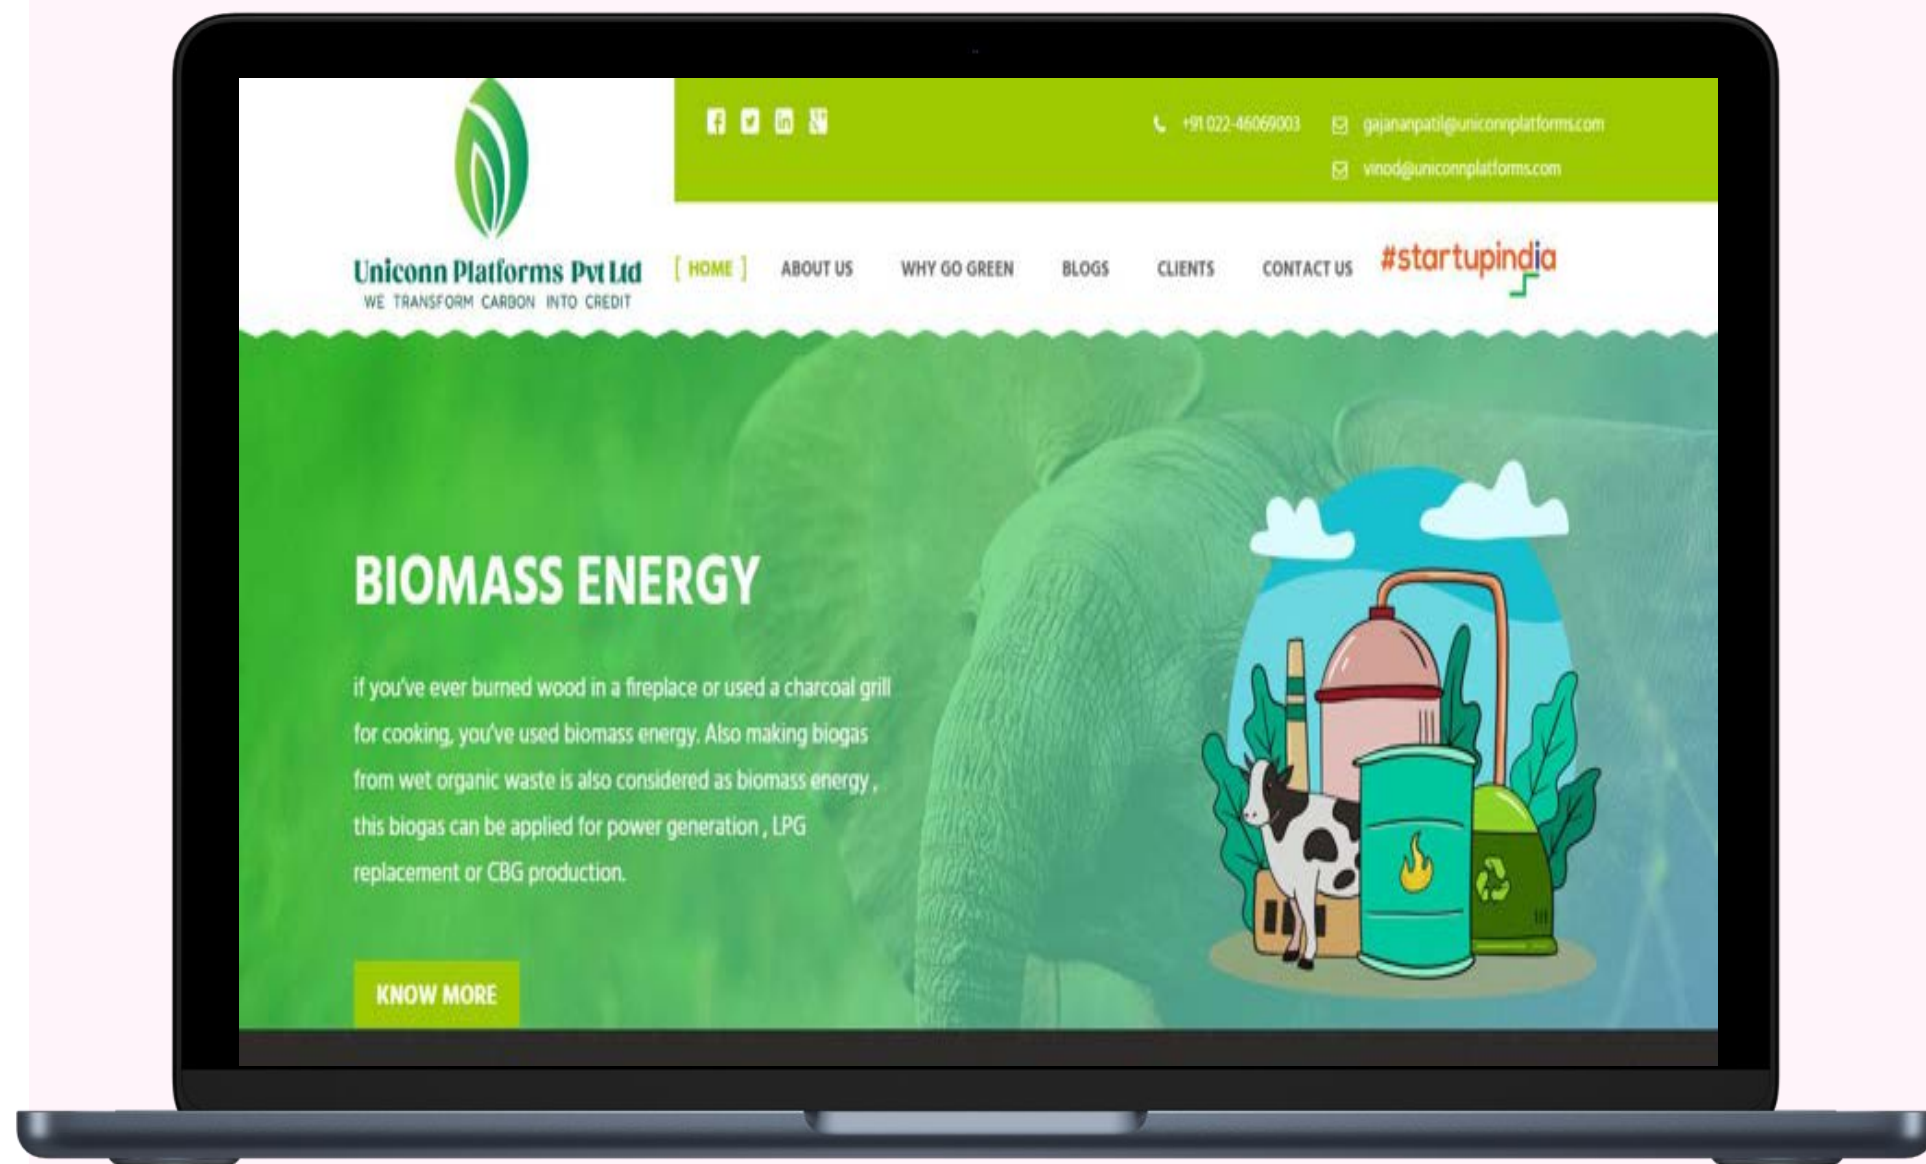 +91 022-46069003
gajananpatil@uniconnplatforms.com
vinod@uniconnplatforms.com
Uniconn Platforms Pvt Ltd
WE TRANSFORM CARBON INTO CREDIT
[ HOME ] ABOUT US WHY GO GREEN BLOGS CLIENTS CONTACT US #startupindia
BIOMASS ENERGY
if you've ever burned wood in a fireplace or used a charcoal grill
for cooking, you've used biomass energy. Also making biogas
from wet organic waste is also considered as biomass energy ,
this biogas can be applied for power generation , LPG
replacement or CBG production.
KNOW MORE